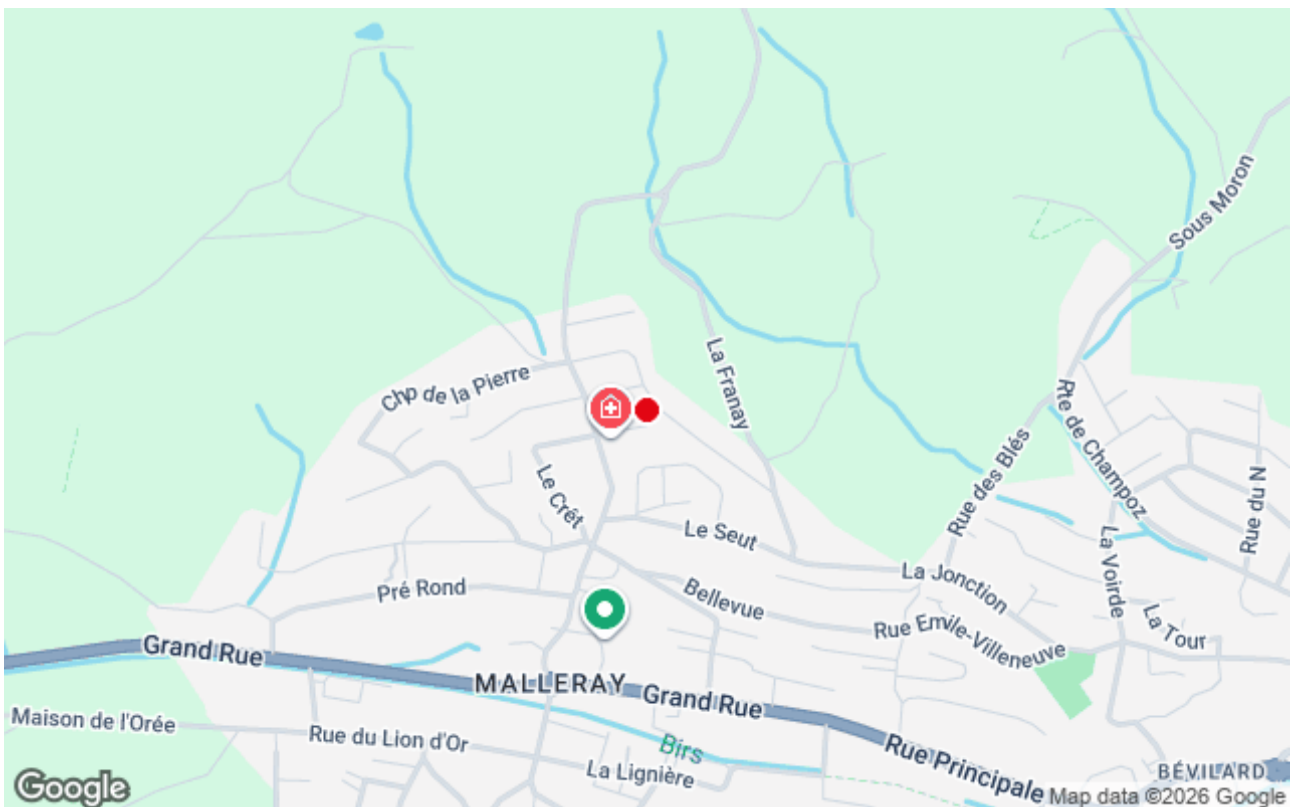 Sous Moron
La Franay
Chp de la Pierre
Rte de Champoz
Rue des Blés
Rue du N
Le Crêt
Le Seut
La Voirde
La Jonction
Pré Rond
Bellevue
La Tour
Rue Emile-Villeneuve
Grand Rue
MALLERAY
Grand Rue
Maison de l'Orée
Rue du Lion d'Or
Birs
Rue Principale
La Lignière
BÉVILARD
Google
Map data ©2026 Google